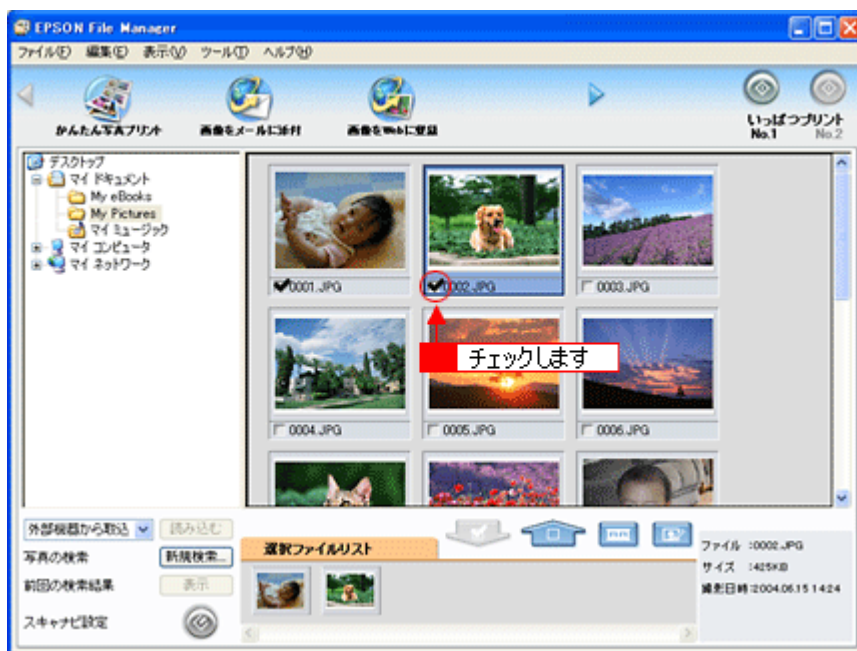 EPSON File Manager
ファイル(F) 編集(E) 表示(V) ツール(T) ヘルプ(H)
かんたん写真プリント 画像をメールに添付 画像をWebに登録 いっぱつプリント
No.1 No.2
デスクトップ
マイ ドキュメント
My eBooks
My Pictures
マイ ミュージック
マイ コンピュータ
マイ ネットワーク
0001.JPG 0002.JPG 0003.JPG
チェックします
0004.JPG 0005.JPG 0006.JPG
外部機器から取込 読み込む
写真の検索 新規検索...
前回の検索結果 表示
スキャナビ設定
選択ファイルリスト
ファイル :0002.JPG
サイズ :425KB
撮影日時:2004.06.15 14:24